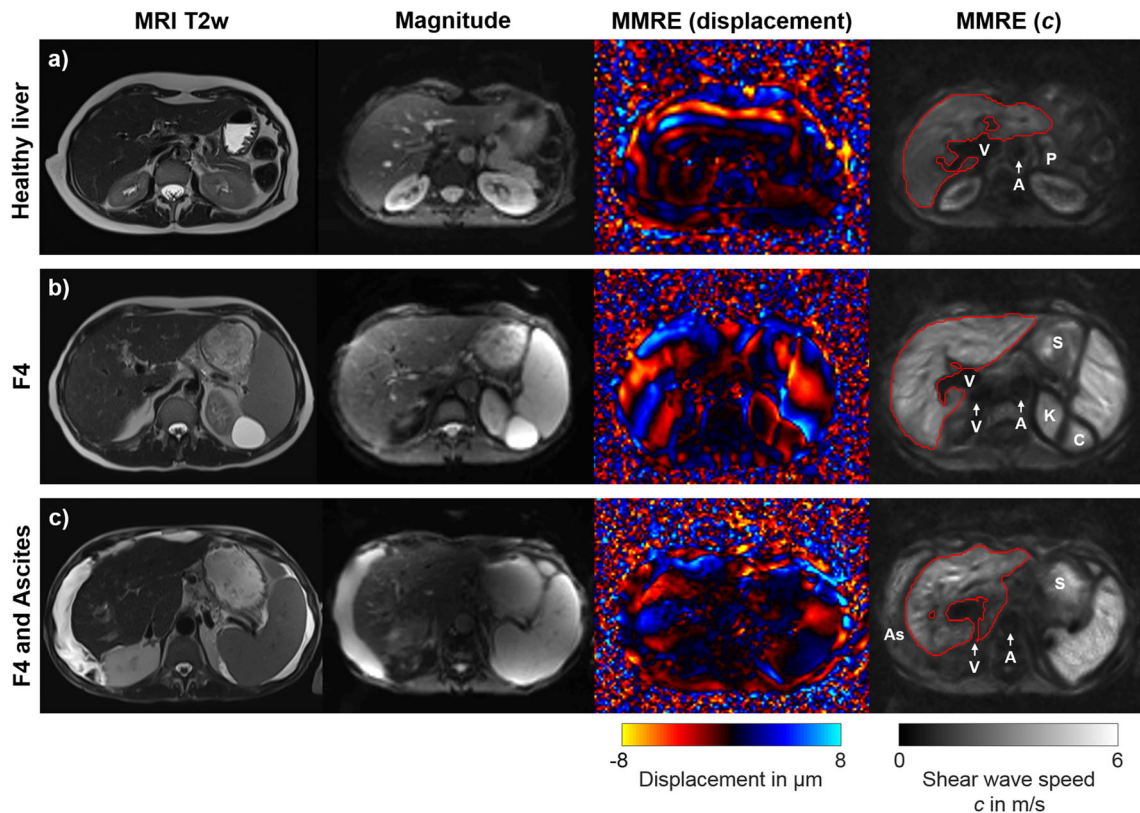 MRI T2w Magnitude MMRE (displacement) MMRE (c)
Healthy liver
a)
V
P
A
F4
b)
S
V
V
A
K
C
F4 and Ascites
c)
S
As
V
A
-8 8
Displacement in µm
0 6
Shear wave speed
c in m/s